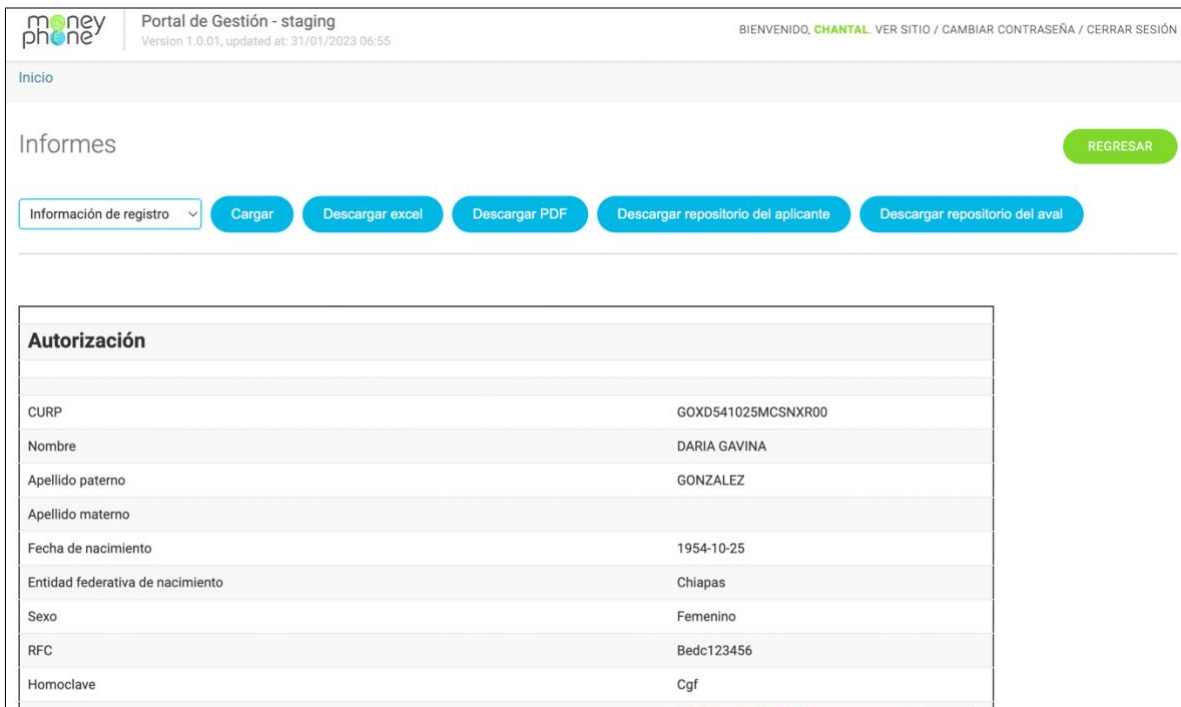 money
phone
Portal de Gestión - staging
Version 1.0.01, updated at: 31/01/2023 06:55
BIENVENIDO, CHANTAL. VER SITIO / CAMBIAR CONTRASEÑA / CERRAR SESIÓN
Inicio
Informes
REGRESAR
Información de registro
Cargar
Descargar excel
Descargar PDF
Descargar repositorio del aplicante
Descargar repositorio del aval
Autorización
CURP GOXD541025MCSNXR00
Nombre DARIA GAVINA
Apellido paterno GONZALEZ
Apellido materno
Fecha de nacimiento 1954-10-25
Entidad federativa de nacimiento Chiapas
Sexo Femenino
RFC Bedc123456
Homoclave Cgf